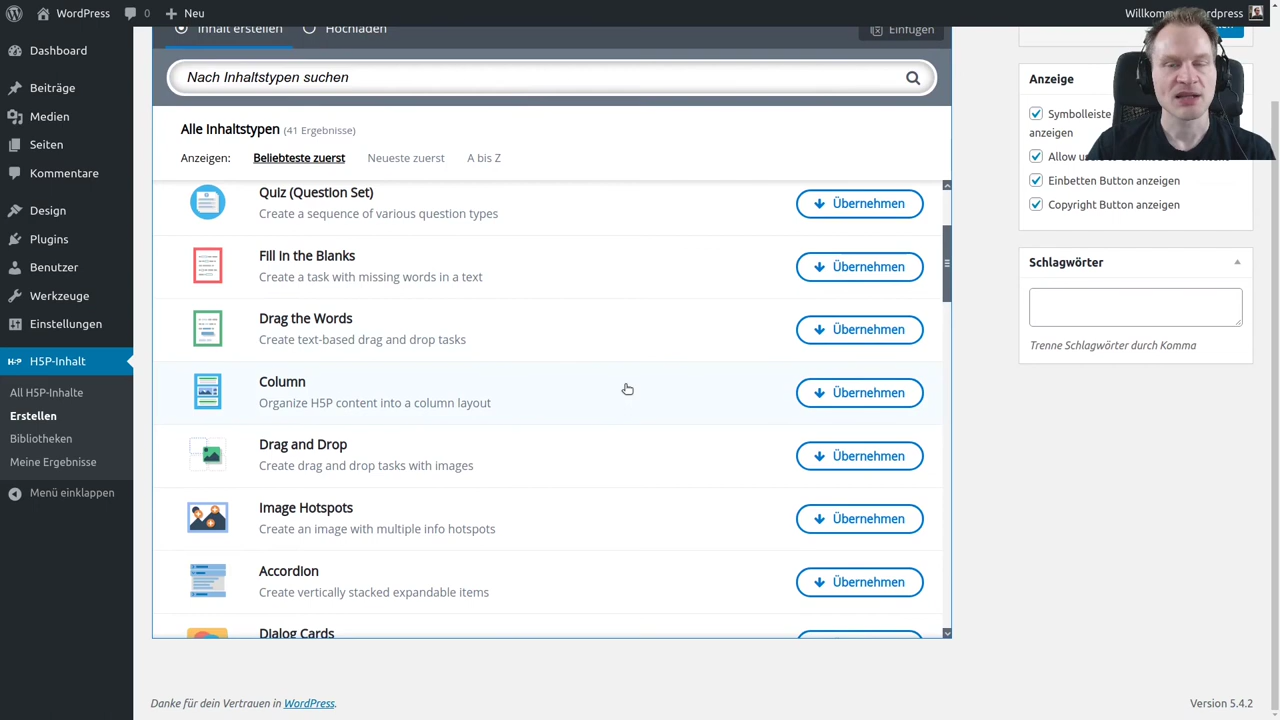 WordPress
0
Neu
Dashboard
Beiträge
Medien
Seiten
Kommentare
Design
Plugins
Benutzer
Werkzeuge
Einstellungen
H5P H5P-Inhalt
All H5P-Inhalte
Erstellen
Bibliotheken
Meine Ergebnisse
Menü einklappen
Inhalt erstellen
Hochladen
Einfügen
Nach Inhaltstypen suchen
Alle Inhaltstypen (41 Ergebnisse)
Anzeigen: Beliebteste zuerst Neueste zuerst A bis Z
Quiz (Question Set)
Create a sequence of various question types
Übernehmen
Fill in the Blanks
Create a task with missing words in a text
Übernehmen
Drag the Words
Create text-based drag and drop tasks
Übernehmen
Column
Organize H5P content into a column layout
Übernehmen
Drag and Drop
Create drag and drop tasks with images
Übernehmen
Image Hotspots
Create an image with multiple info hotspots
Übernehmen
Accordion
Create vertically stacked expandable items
Übernehmen
Dialog Cards
Anzeige
Symbolleiste
anzeigen
Allow
Einbetten Button anzeigen
Copyright Button anzeigen
Schlagwörter
Trenne Schlagwörter durch Komma
Danke für dein Vertrauen in WordPress.
Version 5.4.2